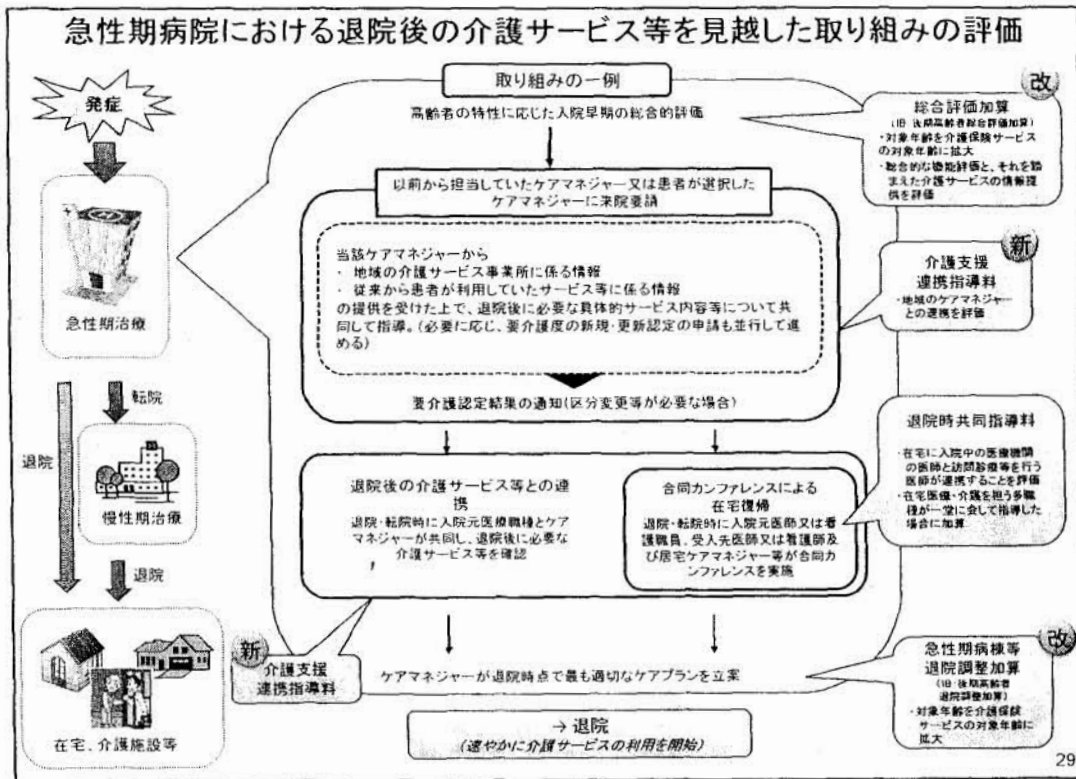 急性期病院における退院後の介護サービス等を見越した取り組みの評価
発症
急性期治療
転院
退院
慢性期治療
退院
在宅、介護施設等
取り組みの一例
高齢者の特性に応じた入院早期の総合的評価
以前から担当していたケアマネジャー又は患者が選択した
ケアマネジャーに来院要請
当該ケアマネジャーから
・ 地域の介護サービス事業所に係る情報
・ 従来から患者が利用していたサービス等に係る情報
の提供を受けた上で、退院後に必要な具体的サービス内容等について共
同して指導。(必要に応じ、要介護度の新規・更新認定の申請も並行して進
める)
要介護認定結果の通知(区分変更等が必要な場合)
退院後の介護サービス等との連
携
退院・転院時に入院元医療職種とケア
マネジャーが共同し、退院後に必要な
介護サービス等を確認
合同カンファレンスによる
在宅復帰
退院・転院時に入院元医師又は看
護職員、受入先医師又は看護師及
び居宅ケアマネジャー等が合同カ
ンファレンスを実施
新
介護支援
連携指導料
ケアマネジャーが退院時点で最も適切なケアプランを立案
→ 退院
(速やかに介護サービスの利用を開始)
改
総合評価加算
(旧・後期高齢者総合評価加算)
・対象年齢を介護保険サービス
の対象年齢に拡大
・総合的な機能評価と、それを踏
まえた介護サービスの情報提
供を評価
新
介護支援
連携指導料
・地域のケアマネジャー
との連携を評価
退院時共同指導料
・在宅に入院中の医療機関
の医師と訪問診療等を行う
医師が連携することを評価
・在宅医療・介護を担う多職
種が一堂に会して指導した
場合に加算
改
急性期病棟等
退院調整加算
(旧・後期高齢者
退院調整加算)
・対象年齢を介護保険
サービスの対象年齢に
拡大
29